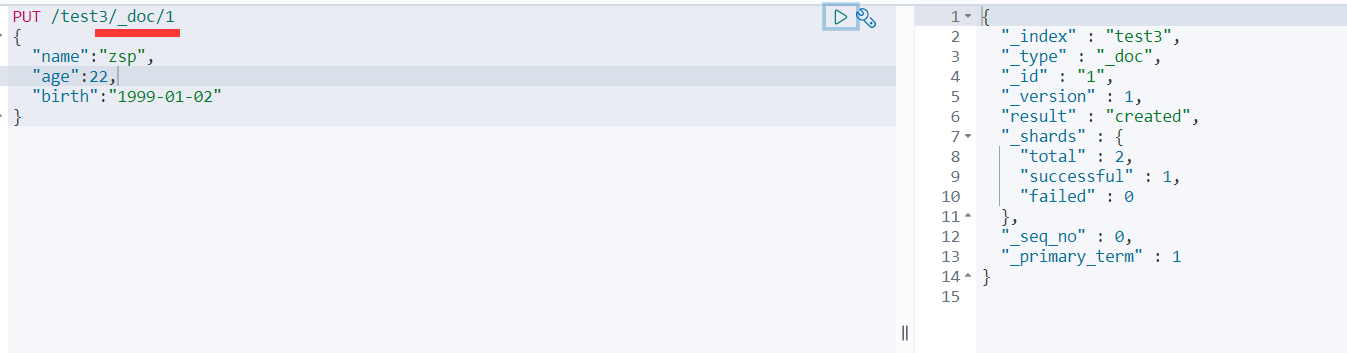 PUT /test3/_doc/1
{
  "name":"zsp",
  "age":22,
  "birth":"1999-01-02"
}
1 {
2   "_index" : "test3",
3   "_type" : "_doc",
4   "_id" : "1",
5   "_version" : 1,
6   "result" : "created",
7   "_shards" : {
8     "total" : 2,
9     "successful" : 1,
10     "failed" : 0
11   },
12   "_seq_no" : 0,
13   "_primary_term" : 1
14 }
15